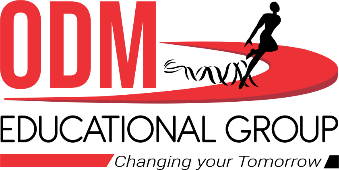 ODM
EDUCATIONAL GROUP
Changing your Tomorrow